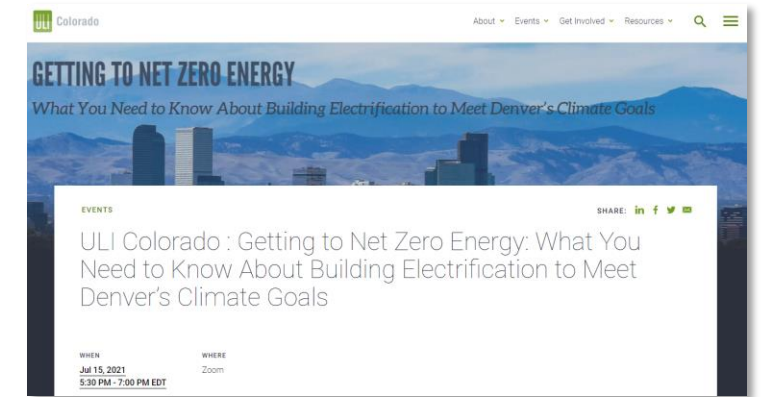 ULI Colorado
About Events Get Involved Resources
GETTING TO NET ZERO ENERGY
What You Need to Know About Building Electrification to Meet Denver's Climate Goals
EVENTS
SHARE:
ULI Colorado : Getting to Net Zero Energy: What You
Need to Know About Building Electrification to Meet
Denver's Climate Goals
WHEN WHERE
Jul 15, 2021 Zoom
5:30 PM - 7:00 PM EDT